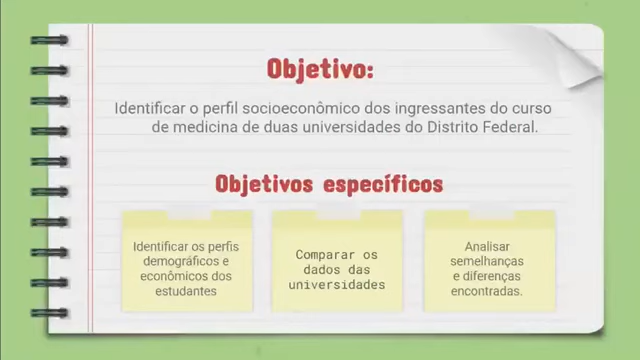 Objetivo:
Identificar o perfil socioeconômico dos ingressantes do curso
de medicina de duas universidades do Distrito Federal.
Objetivos específicos
Identificar os perfis
demográficos e
econômicos dos
estudantes
Comparar os
dados das
universidades
Analisar
semelhanças
e diferenças
encontradas.